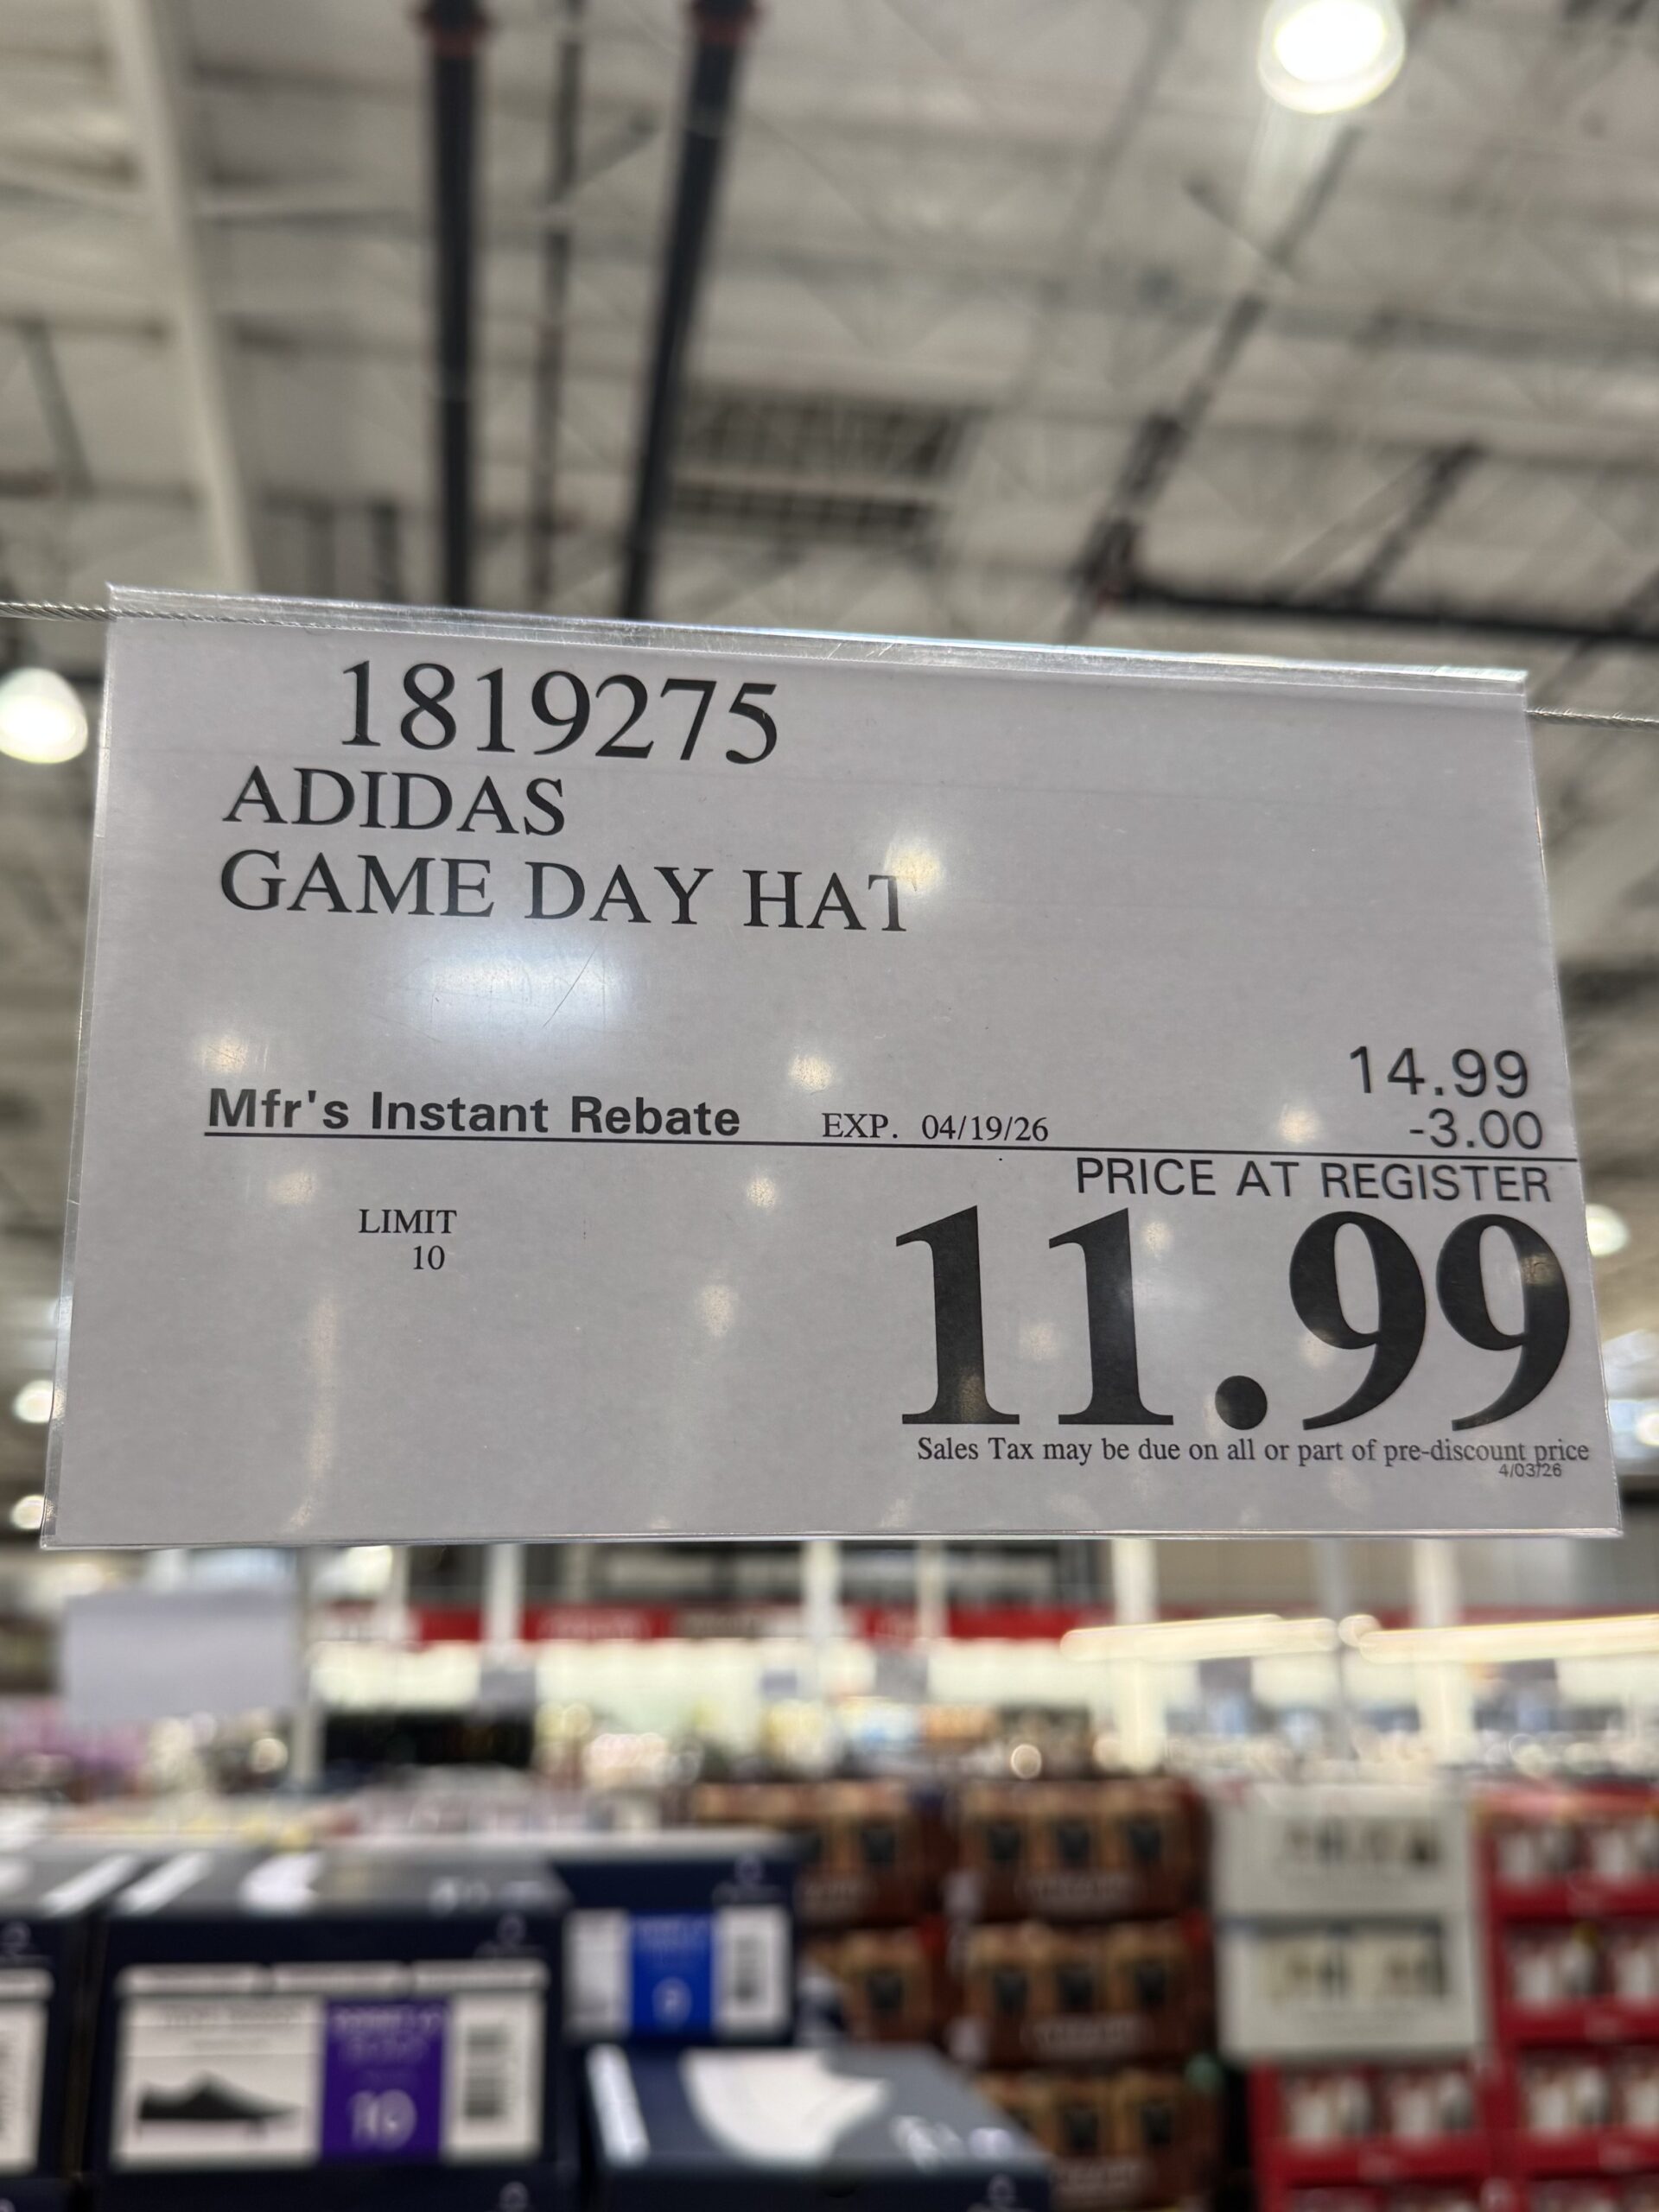 1819275
ADIDAS
GAME DAY HAT
14.99
Mfr's Instant Rebate EXP. 04/19/26 -3.00
PRICE AT REGISTER
LIMIT
10
11.99
Sales Tax may be due on all or part of pre-discount price
4/03/26
10